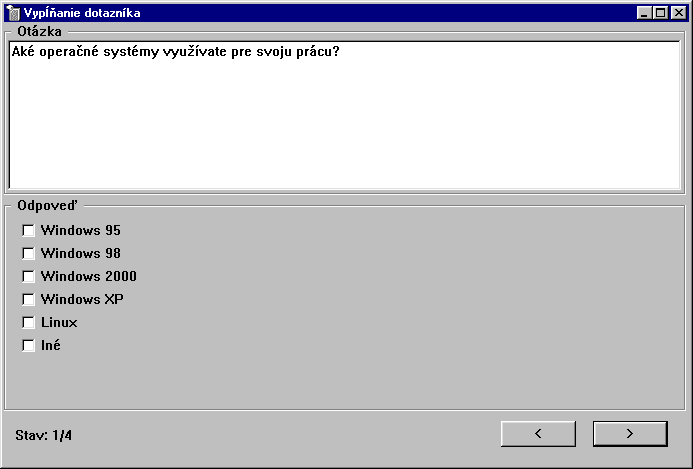 Vypĺňanie dotazníka
Otázka
Aké operačné systémy využívate pre svoju prácu?
Odpoveď
Windows 95
Windows 98
Windows 2000
Windows XP
Linux
Iné
Stav: 1/4
< >